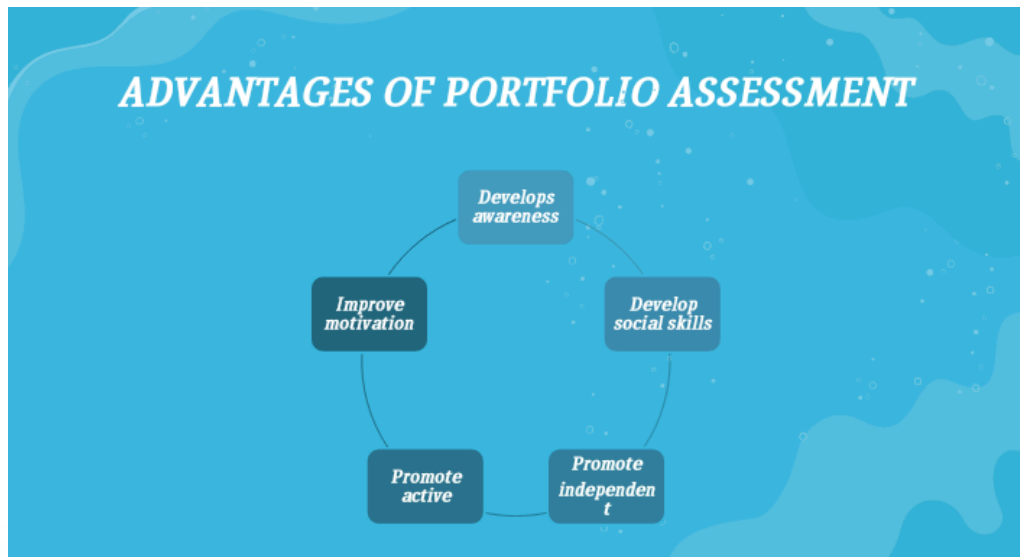 ADVANTAGES OF PORTFOLIO ASSESSMENT
Develops
awareness
Develop
social skills
Promote
independen
t
Promote
active
Improve
motivation